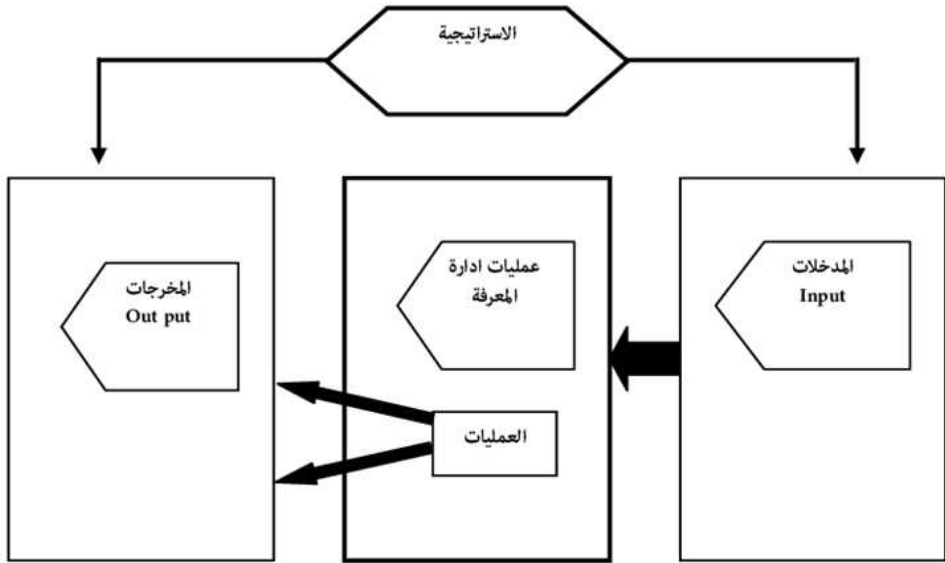 الاستراتيجية
المدخلات
Input
عمليات ادارة
المعرفة
العمليات
المخرجات
Out put